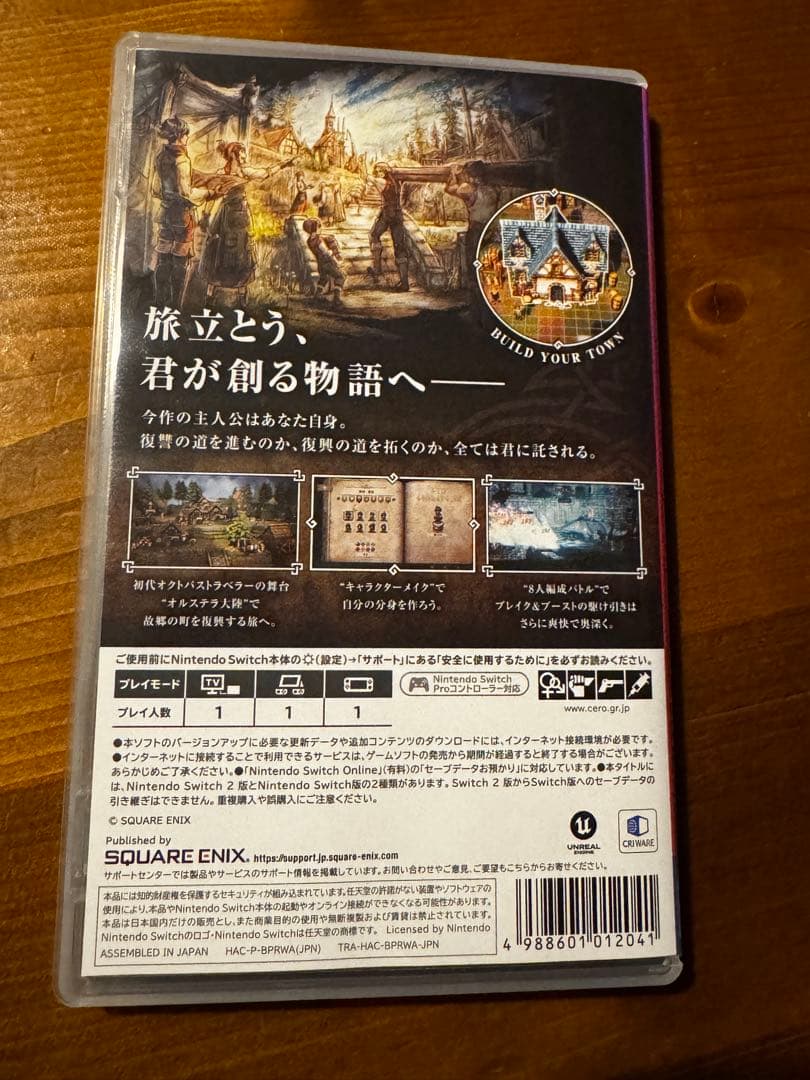 BUILD YOUR TOWN
旅立とう、
君が創る物語へ──
今作の主人公はあなた自身。
復讐の道を進むのか、復興の道を拓くのか、全ては君に託される。
初代オクトパストラベラーの舞台
“オルステラ大陸”で
故郷の町を復興する旅へ。
“キャラクターメイク”で
自分の分身を作ろう。
“8人編成バトル”で
ブレイク&ブーストの駆け引きは
さらに爽快で奥深く。
ご使用前にNintendo Switch本体の(設定)→「サポート」にある「安全に使用するために」を必ずお読みください。
プレイモード
TV
Nintendo Switch
Proコントローラー対応
プレイ人数 1 1 1
www.cero.gr.jp
●本ソフトのバージョンアップに必要な更新データや追加コンテンツのダウンロードには、インターネット接続環境が必要です。
●インターネットに接続することで利用できるサービスは、ゲームソフトの発売から期間が経過すると終了する場合がございます。
あらかじめご了承ください。●「Nintendo Switch Online」(有料)の「セーブデータお預かり」に対応しています。●本タイトルには、
Nintendo Switch 2 版とNintendo Switch版の2種類があります。Switch 2 版からSwitch版へのセーブデータの
引き継ぎはできません。重複購入や誤購入にご注意ください。
© SQUARE ENIX
Published by
SQUARE ENIX. https://support.jp.square-enix.com
サポートセンターでは製品やサービスのサポート情報を掲載しています。お問い合わせやご意見、ご要望もこちらからお寄せください。
UNREAL
ENGINE
CRIWARE
本品には知的財産権を保護するセキュリティが組み込まれています。任天堂の許諾がない装置やソフトウェアの
使用により、本品やNintendo Switch本体の起動やオンライン接続ができなくなる可能性があります。
本品は日本国内だけの販売とし、また商業目的の使用や無断複製および賃貸は禁止されています。
Nintendo Switchのロゴ・Nintendo Switchは任天堂の商標です。 Licensed by Nintendo
ASSEMBLED IN JAPAN HAC-P-BPRWA(JPN) TRA-HAC-BPRWA-JPN
4 988601 012041